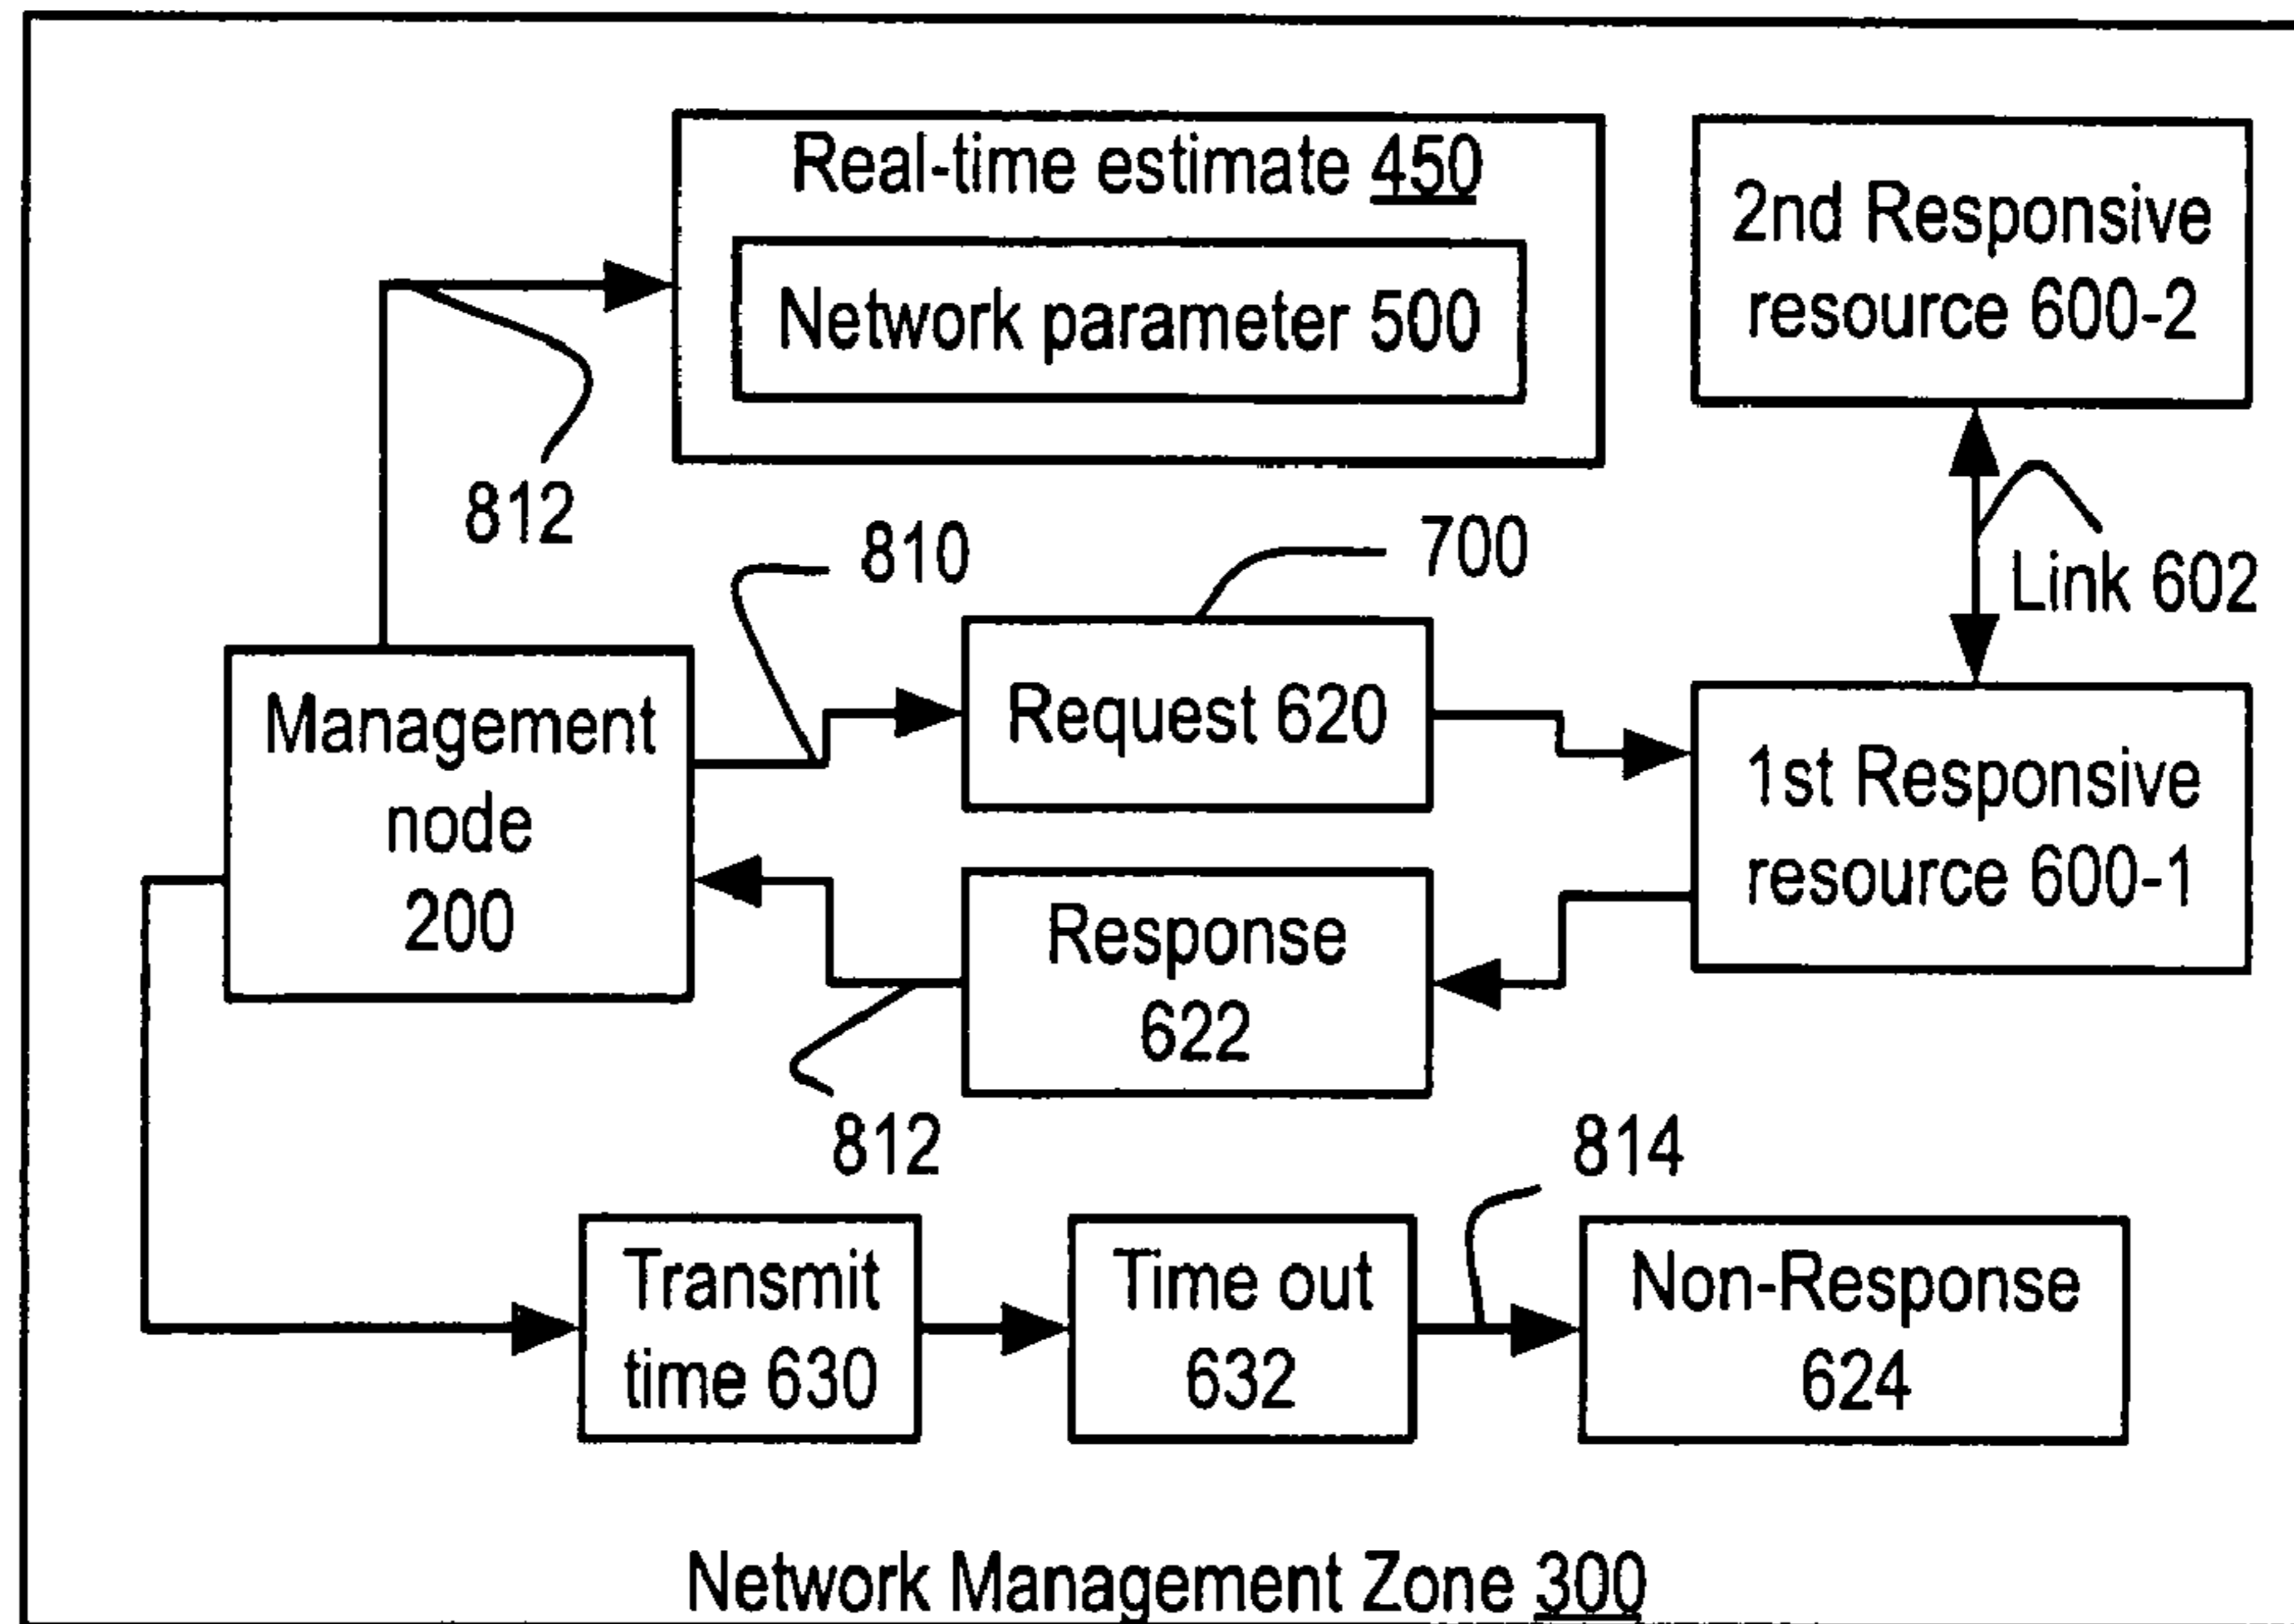 Real-time estimate 450
Network parameter 500
2nd Responsive
resource 600-2
812
810
700
Link 602
Management
node
200
Request 620
1st Responsive
resource 600-1
Response
622
812
814
Transmit
time 630
Time out
632
Non-Response
624
Network Management Zone 300